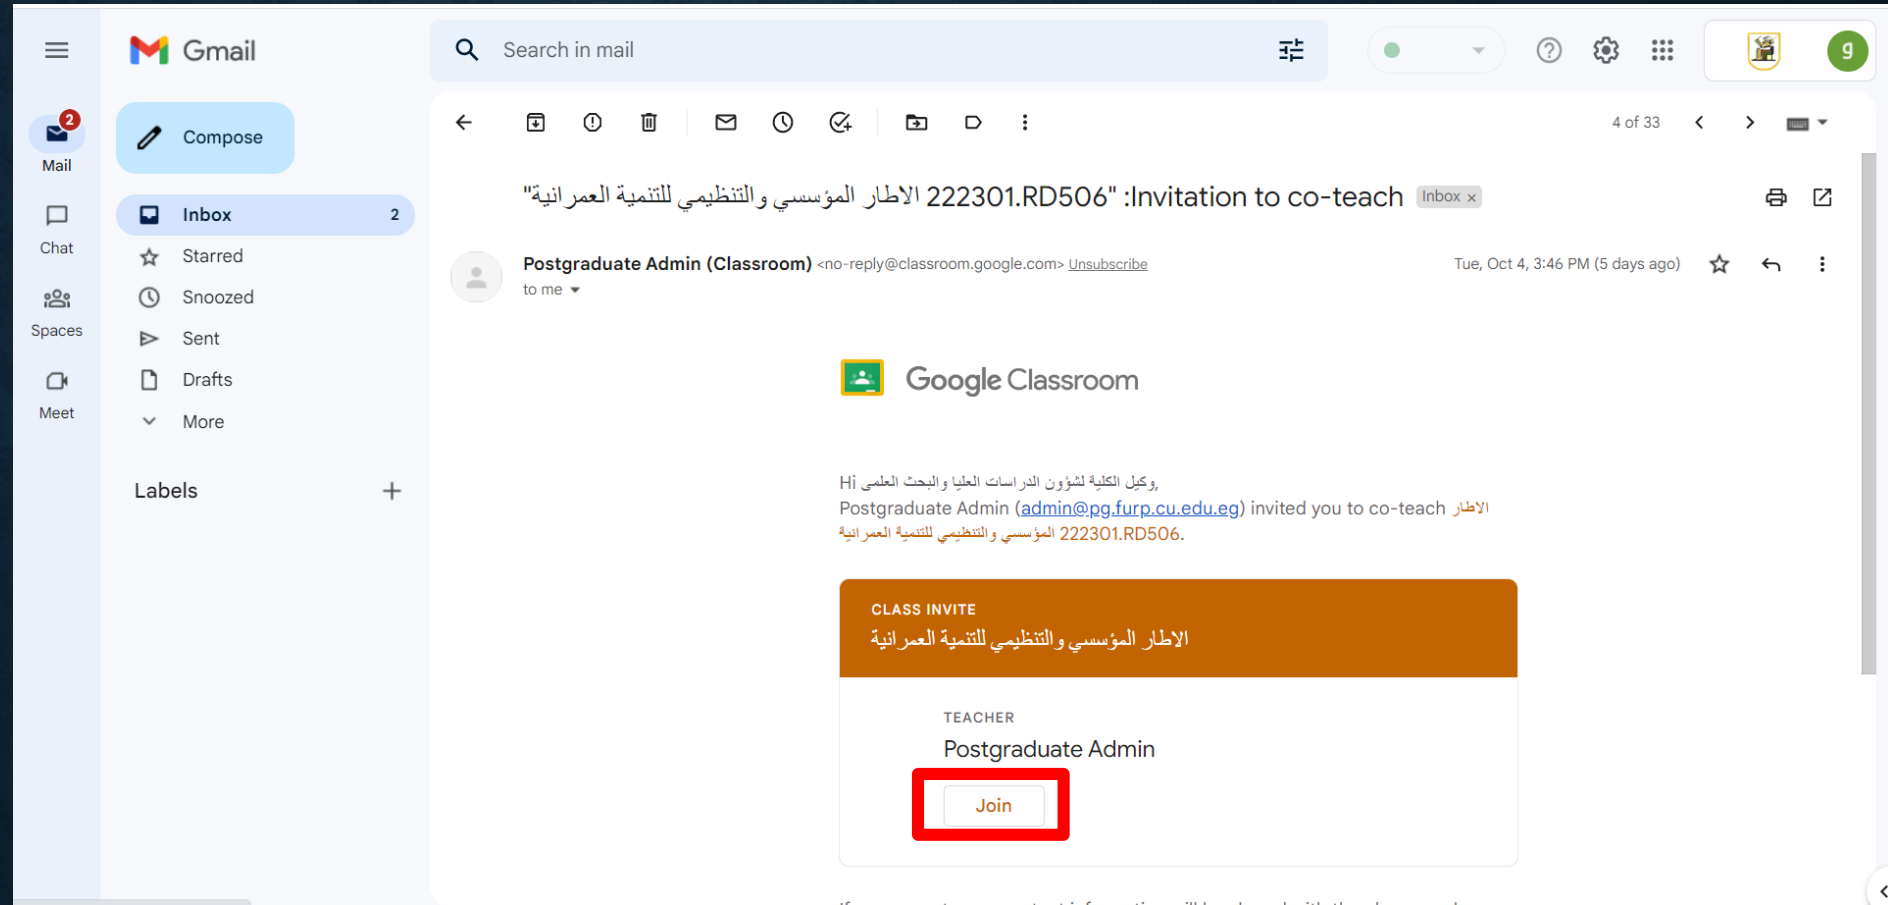 Gmail
Search in mail
g
2
Mail
Chat
Spaces
Meet
Compose
Inbox 2
Starred
Snoozed
Sent
Drafts
More
Labels
4 of 33
"222301.RD506 الاطار المؤسسي والتنظيمي للتنمية العمرانية" :Invitation to co-teach Inbox x
Postgraduate Admin (Classroom) <no-reply@classroom.google.com> Unsubscribe
Tue, Oct 4, 3:46 PM (5 days ago)
to me
Google Classroom
Hi وكيل الكلية لشؤون الدراسات العليا والبحث العلمى,
Postgraduate Admin (admin@pg.furp.cu.edu.eg) invited you to co-teach الاطار
222301.RD506 المؤسسي والتنظيمي للتنمية العمرانية.
CLASS INVITE
الاطار المؤسسي والتنظيمي للتنمية العمرانية
TEACHER
Postgraduate Admin
Join